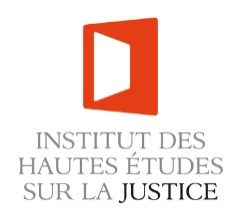 INSTITUT DES
HAUTES ÉTUDES
SUR LA JUSTICE